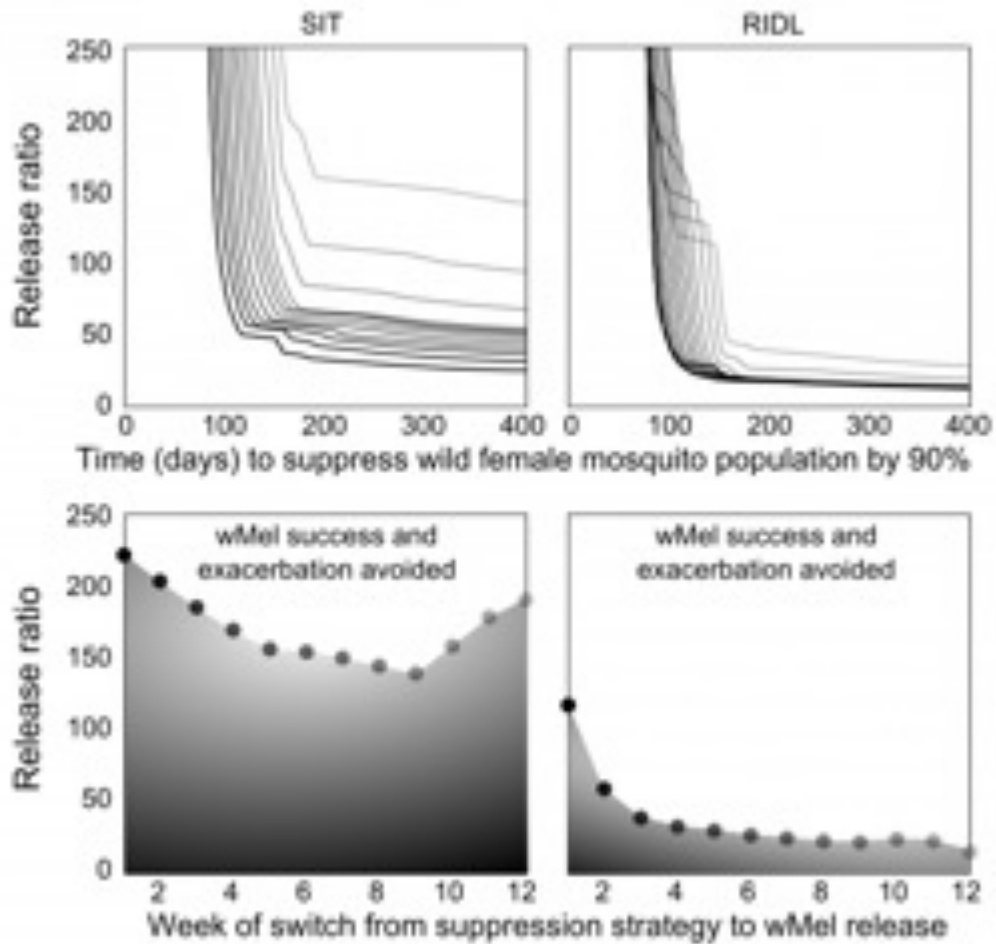 SIT
RIDL
Release ratio
250
200
150
100
50
0
0 100 200 300 400
0 100 200 300 400
Time (days) to suppress wild female mosquito population by 90%
Release ratio
250
200
150
100
50
0
wMel success and
exacerbation avoided
wMel success and
exacerbation avoided
2 4 6 8 10 12
2 4 6 8 10 12
Week of switch from suppression strategy to wMel release